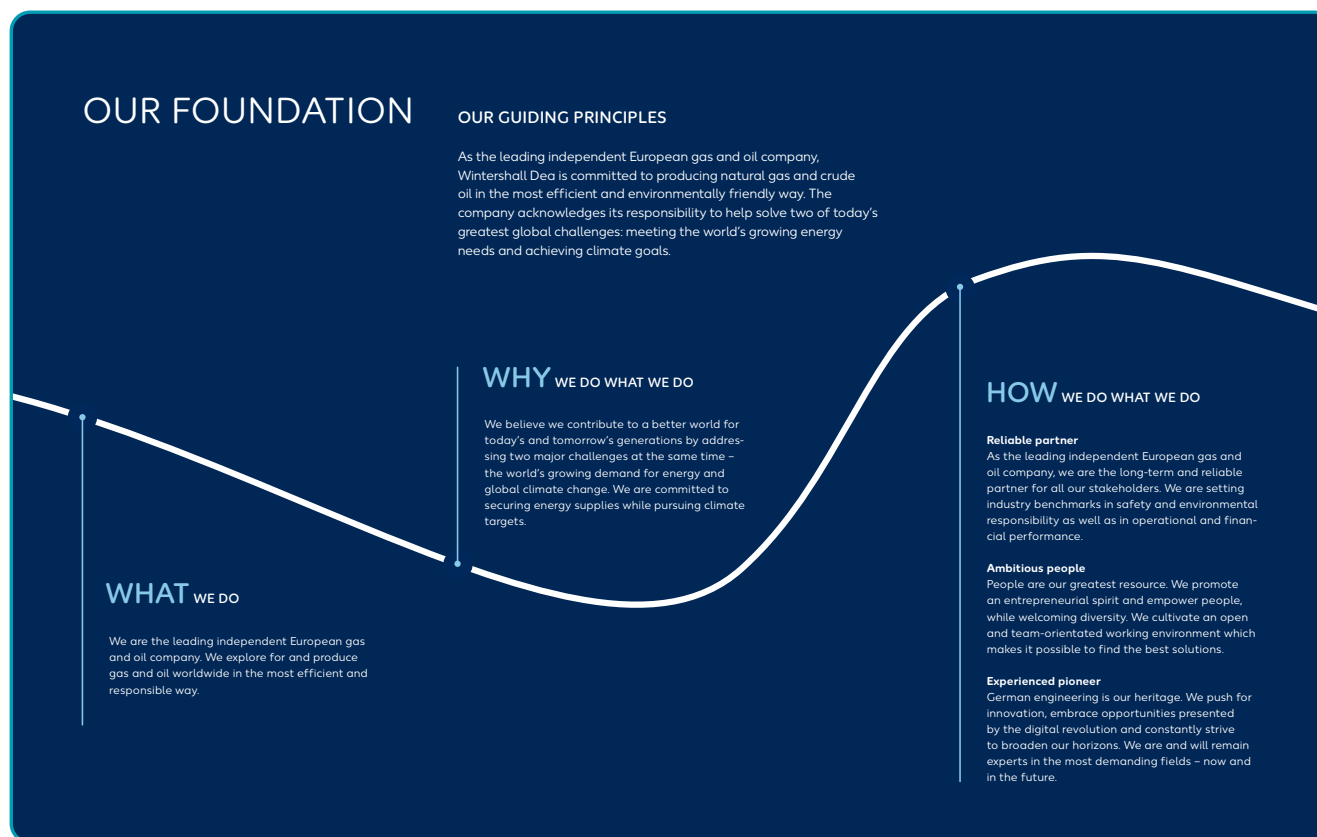 OUR FOUNDATION
OUR GUIDING PRINCIPLES
As the leading independent European gas and oil company,
Wintershall Dea is committed to producing natural gas and crude
oil in the most efficient and environmentally friendly way. The
company acknowledges its responsibility to help solve two of today's
greatest global challenges: meeting the world's growing energy
needs and achieving climate goals.
WHAT WE DO
We are the leading independent European gas
and oil company. We explore for and produce
gas and oil worldwide in the most efficient and
responsible way.
WHY WE DO WHAT WE DO
We believe we contribute to a better world for
today's and tomorrow's generations by addres-
sing two major challenges at the same time –
the world's growing demand for energy and
global climate change. We are committed to
securing energy supplies while pursuing climate
targets.
HOW WE DO WHAT WE DO
Reliable partner
As the leading independent European gas and
oil company, we are the long-term and reliable
partner for all our stakeholders. We are setting
industry benchmarks in safety and environmental
responsibility as well as in operational and finan-
cial performance.
Ambitious people
People are our greatest resource. We promote
an entrepreneurial spirit and empower people,
while welcoming diversity. We cultivate an open
and team-orientated working environment which
makes it possible to find the best solutions.
Experienced pioneer
German engineering is our heritage. We push for
innovation, embrace opportunities presented
by the digital revolution and constantly strive
to broaden our horizons. We are and will remain
experts in the most demanding fields – now and
in the future.